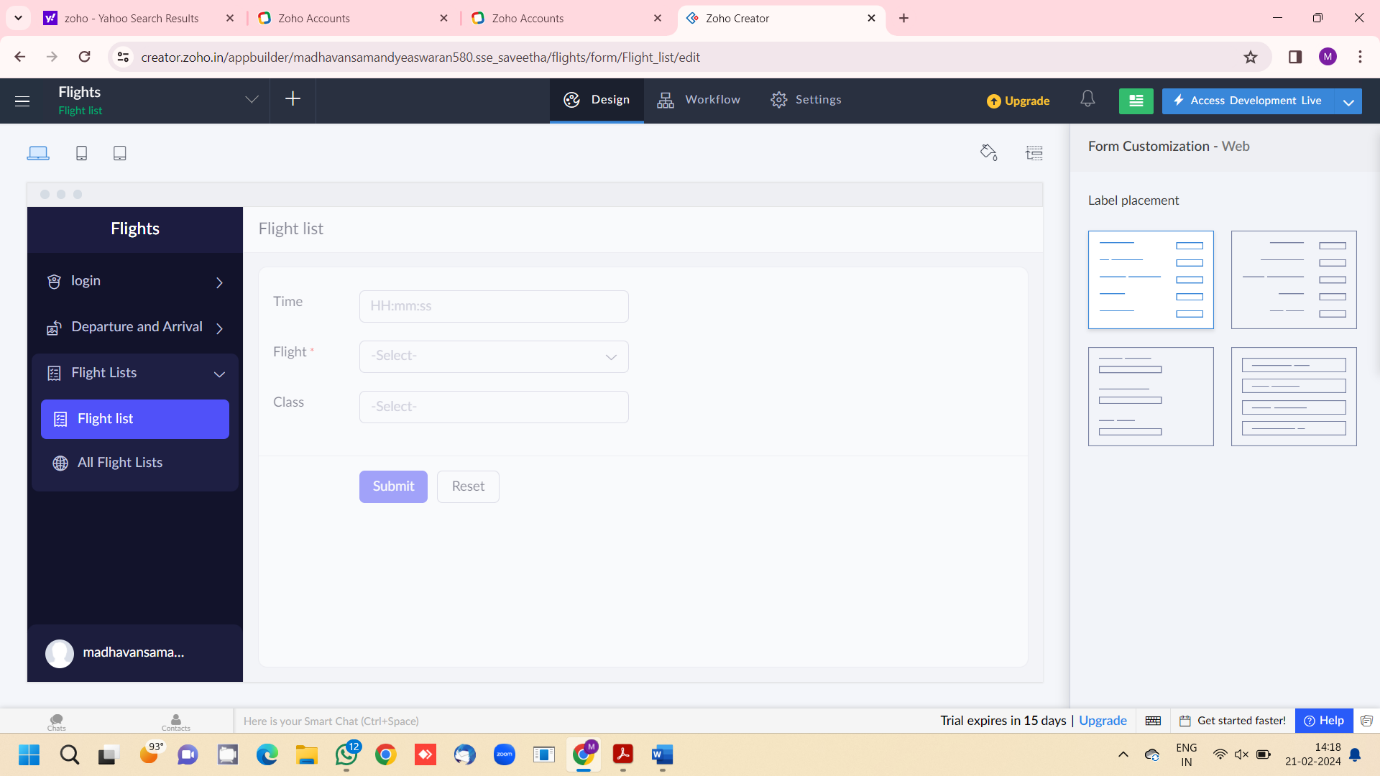 zoho - Yahoo Search Results
Zoho Accounts
Zoho Accounts
Zoho Creator
creator.zoho.in/appbuilder/madhavansamandyeaswaran580.sse_saveetha/flights/form/Flight_list/edit
M
Flights
Flight list
Design
Workflow
Settings
Upgrade
Access Development Live
Form Customization - Web
Label placement
Flights
login
Departure and Arrival
Flight Lists
Flight list
All Flight Lists
madhavansama...
Flight list
Time
HH:mm:ss
Flight *
-Select-
Class
-Select-
Submit
Reset
Chats
Contacts
Here is your Smart Chat (Ctrl+Space)
Trial expires in 15 days | Upgrade
Get started faster!
Help
93°
12
zoom
M
ENG
IN
14:18
21-02-2024